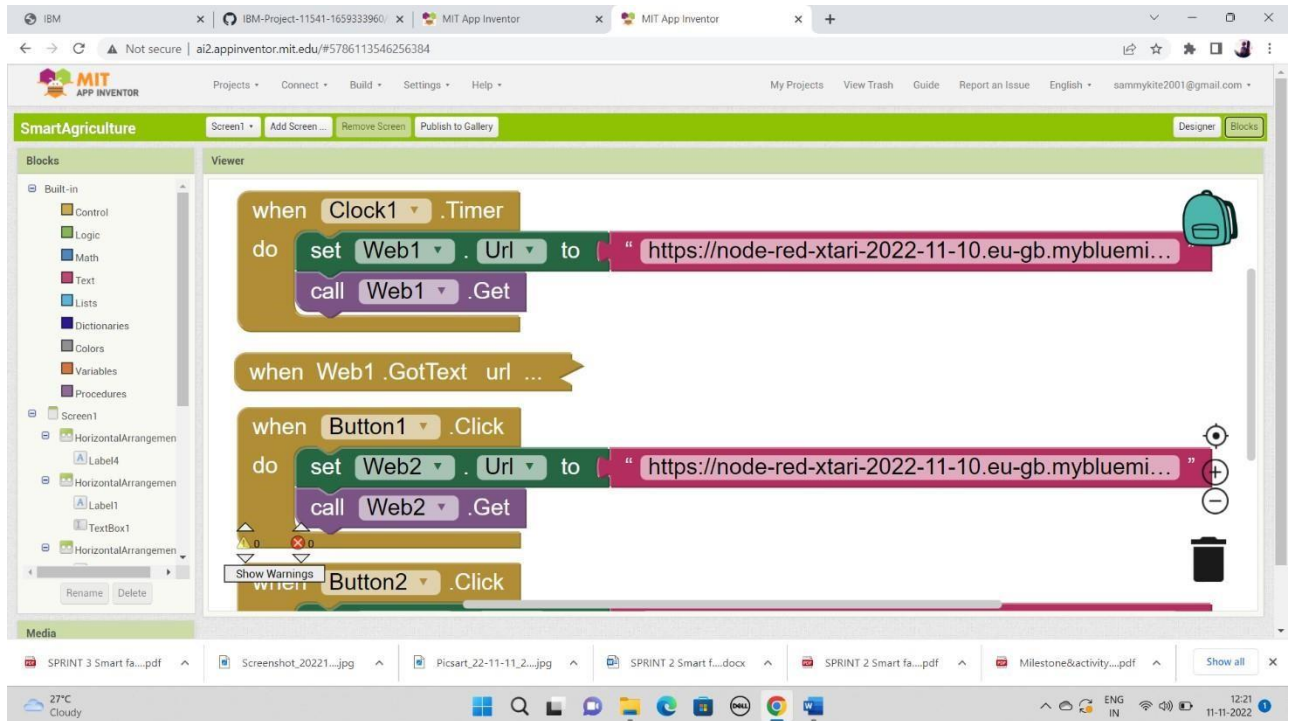 IBM
IBM-Project-11541-1659333960/
MIT App Inventor
MIT App Inventor
Not secure | ai2.appinventor.mit.edu/#5786113546256384
MIT
APP INVENTOR
Projects
Connect
Build
Settings
Help
My Projects
View Trash
Guide
Report an Issue
English
sammykite2001@gmail.com
SmartAgriculture
Screen1
Add Screen ...
Remove Screen
Publish to Gallery
Designer
Blocks
Blocks
Viewer
Built-in
Control
Logic
Math
Text
Lists
Dictionaries
Colors
Variables
Procedures
Screen1
HorizontalArrangemen
Label4
HorizontalArrangemen
Label1
TextBox1
HorizontalArrangemen
Rename
Delete
Media
when Clock1 .Timer
do set Web1 . Url to “ https://node-red-xtari-2022-11-10.eu-gb.mybluemi… ”
call Web1 .Get
when Web1 .GotText url ...
when Button1 .Click
do set Web2 . Url to “ https://node-red-xtari-2022-11-10.eu-gb.mybluemi… ”
call Web2 .Get
0 0
Show Warnings
when Button2 .Click
SPRINT 3 Smart fa....pdf
Screenshot_20221...jpg
Picsart_22-11-11_2...jpg
SPRINT 2 Smart f....docx
SPRINT 2 Smart fa....pdf
Milestone&activity....pdf
Show all
27°C
Cloudy
DELL
ENG
IN
12:21
11-11-2022
1